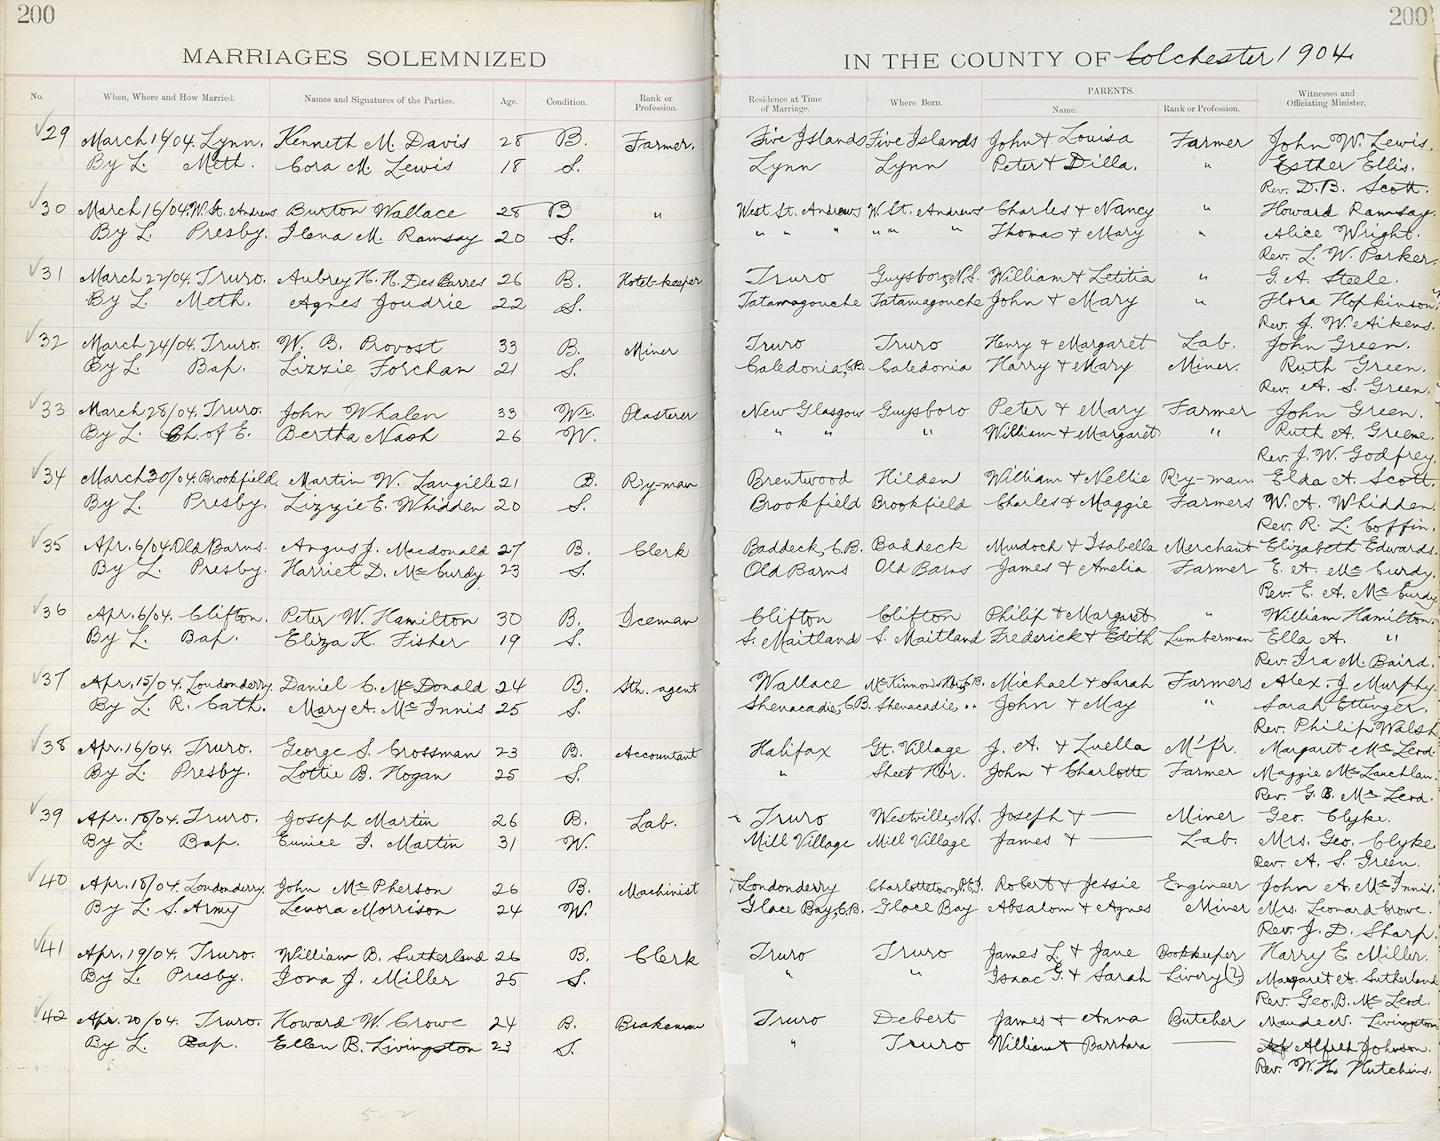 200
200
MARRIAGES SOLEMNIZED
IN THE COUNTY OF Colchester 1904
No. When, Where and How Married. Names and Signatures of the Parties. Age. Condition. Rank or Profession. Residence at Time of Marriage. Where Born. PARENTS. Name. Rank or Profession. Witnesses and Officiating Minister.
29 March 16/04. Lynn. Kenneth M. Davis 28 B. Farmer. Five Islands Five Islands John & Louisa Farmer John W. Lewis.
By L. Meth. Cora M. Lewis 18 S. Lynn Lynn Peter & Dilla. " Esther Ellis.
Rev. D. B. Scott.
30 March 16/04. W. St. Andrews Burton Wallace 28 B " West St. Andrews W. St. Andrews Charles & Nancy " Howard Ramsay.
By L. Presby. Ilena M. Ramsay 20 S. " " " " " " Thomas & Mary " Alice Wright.
Rev. L. W. Parker.
31 March 22/04. Truro. Aubrey H. H. DesBarres 26 B. Hotel-keeper Truro Guysboro, N.S. William & Letitia " G. A. Steele.
By L. Meth. Agnes Joudrie 22 S. Tatamagouche Tatamagouche John & Mary " Flora Hopkinson.
Rev. J. W. Aikens.
32 March 24/04. Truro. W. B. Provost 33 B. Miner Truro Truro Henry & Margaret Lab. John Green.
By L. Bap. Lizzie Forchan 21 S. Caledonia, C.B. Caledonia Harry & Mary Miner. Ruth Green.
Rev. A. S. Green.
33 March 28/04. Truro. John Whalen 33 Wr. Plasterer New Glasgow Guysboro Peter & Mary Farmer John Green.
By L. Ch. of E. Bertha Nash 26 W. " " " William & Margaret " Ruth A. Greene.
Rev. J. W. Godfrey.
34 March 30/04. Brookfield. Martin W. Langille 21 B. Ry-man Brentwood Hilden William & Nellie Ry-man Elda A. Scott.
By L. Presby. Lizzie E. Whidden 20 S. Brookfield Brookfield Charles & Maggie Farmers W. A. Whidden.
Rev. R. L. Coffin.
35 Apr. 6/04. Old Barns. Angus J. Macdonald 27 B. Clerk Baddeck, C.B. Baddeck Murdoch & Isabella Merchant Elizabeth Edwards.
By L. Presby. Harriet D. McCurdy 23 S. Old Barns Old Barns James & Amelia Farmer E. A. McCurdy.
Rev. E. A. McCurdy
36 Apr. 6/04. Clifton. Peter W. Hamilton 30 B. Iceman Clifton Clifton Philip & Margaret " William Hamilton.
By L. Bap. Eliza K. Fisher 19 S. S. Maitland S. Maitland Frederick & Edith Lumberman Ella A. "
Rev. Ira M. Baird.
37 Apr. 15/04. Londonderry. Daniel C. McDonald 24 B. Stn. agent Wallace C.B. Michael & Sarah Farmers Alex. J. Murphy.
By L. R. Cath. Mary A. McInnis 25 S. Shenacadie, C.B. Shenacadie " John & May " Sarah Ettinger.
Rev. Philip Walsh
38 Apr. 16/04. Truro. George S. Crossman 23 B. Accountant Halifax Gt. Village J. A. & Luella M'f'r. Margaret McLeod.
By L. Presby. Lottie B. Hogan 25 S. " Sheet Hbr. John & Charlotte Farmer Maggie McLauchlan.
Rev. G. B. McLeod.
39 Apr. 18/04. Truro. Joseph Martin 26 B. Lab. Truro Westville, N.S. Joseph & — Miner Geo. Clyke.
By L. Bap. Eunice I. Martin 31 W. Mill Village Mill Village James & — Lab. Mrs. Geo. Clyke
Rev. A. S. Green.
40 Apr. 18/04. Londonderry. John McPherson 26 B. Machinist Londonderry Charlottetown, P.E.I. Robert & Jessie Engineer John A. McInnis.
By L. S. Army Lenora Morrison 24 W. Glace Bay, C.B. Glace Bay Absalom & Agnes Miner Mrs. Leonard Crowe.
Rev. J. D. Sharp.
41 Apr. 19/04. Truro. William B. Sutherland 26 B. Clerk Truro Truro James L. & Jane Bookkeeper Harry E Miller.
By L. Presby. Iona J. Miller 25 S. " " Isaac G. & Sarah Livery(?) Margaret A. Sutherland
Rev. Geo. B. McLeod.
42 Apr. 20/04. Truro. Howard W. Crowe 24 B. Brakeman Truro Debert James & Anna Butcher Maude N. Livingston
By L. Bap. Ellen B. Livingston 23 S. " Truro William & Barbara — Alfred Johnson.
Rev. W. H. Hutchins.
5-2